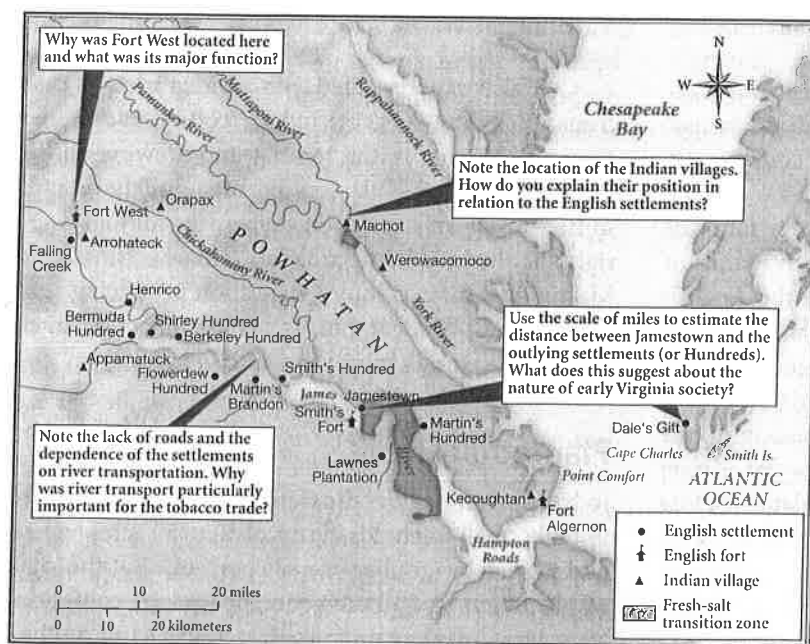 Why was Fort West located here
and what was its major function?
N
W
E
S
Chesapeake
Bay
Pamunkey River
Mattaponi River
Rappahannock River
Note the location of the Indian villages.
How do you explain their position in
relation to the English settlements?
Fort West
Orapax
Falling
Creek
Arrohateck
Chickahominy River
POWHATAN
Machot
Werowacomoco
York River
Henrico
Bermuda
Hundred
Shirley Hundred
Berkeley Hundred
Appamatuck
Flowerdew
Hundred
Martin's
Brandon
Smith's Hundred
Use the scale of miles to estimate the
distance between Jamestown and the
outlying settlements (or Hundreds).
What does this suggest about the
nature of early Virginia society?
James
River
Jamestown
Smith's
Fort
Martin's
Hundred
Lawnes
Plantation
Dale's Gift
Cape Charles
Smith Is.
Point Comfort
ATLANTIC
OCEAN
Note the lack of roads and the
dependence of the settlements
on river transportation. Why
was river transport particularly
important for the tobacco trade?
Kecoughtan
Fort
Algernon
Hampton
Roads
English settlement
English fort
Indian village
Fresh-salt
transition zone
0 10 20 miles
0 10 20 kilometers